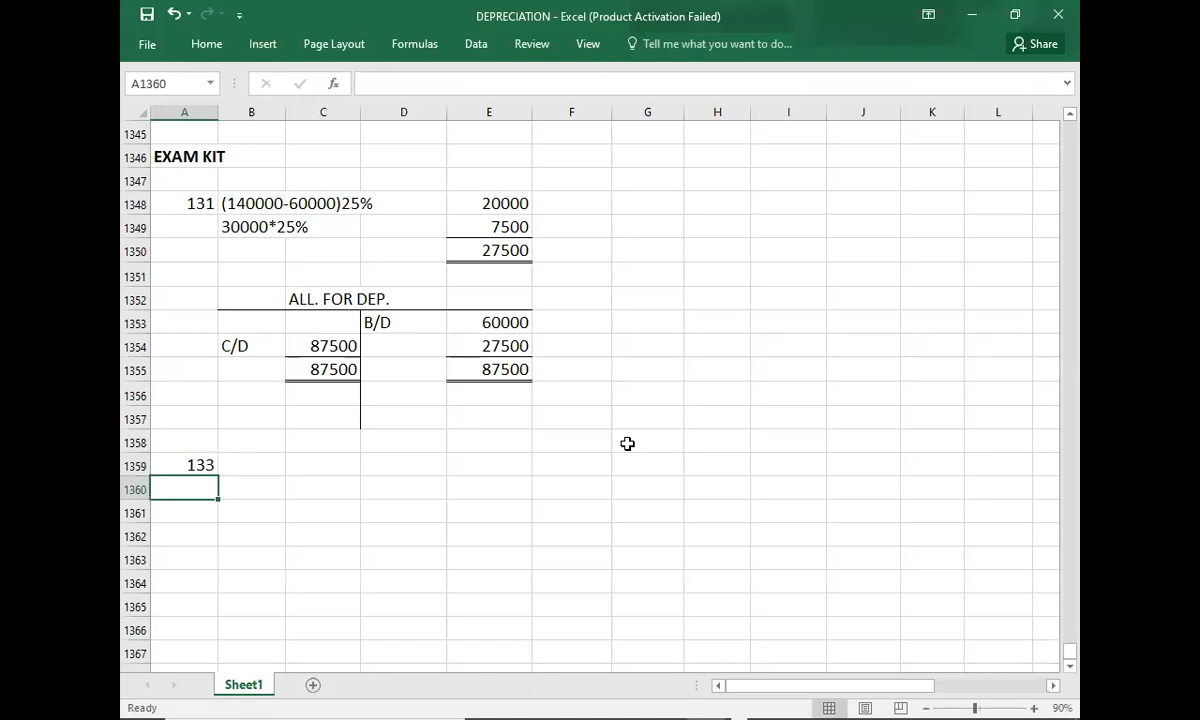 DEPRECIATION - Excel (Product Activation Failed)
File Home Insert Page Layout Formulas Data Review View Tell me what you want to do... Share
A1360 fx
A B C D E F G H I J K L
1345
1346 EXAM KIT
1347
1348 131 (140000-60000)25% 20000
1349 30000*25% 7500
1350 27500
1351
1352 ALL. FOR DEP.
1353 B/D 60000
1354 C/D 87500 27500
1355 87500 87500
1356
1357
1358
1359 133
1360
1361
1362
1363
1364
1365
1366
1367
Sheet1
Ready 90%